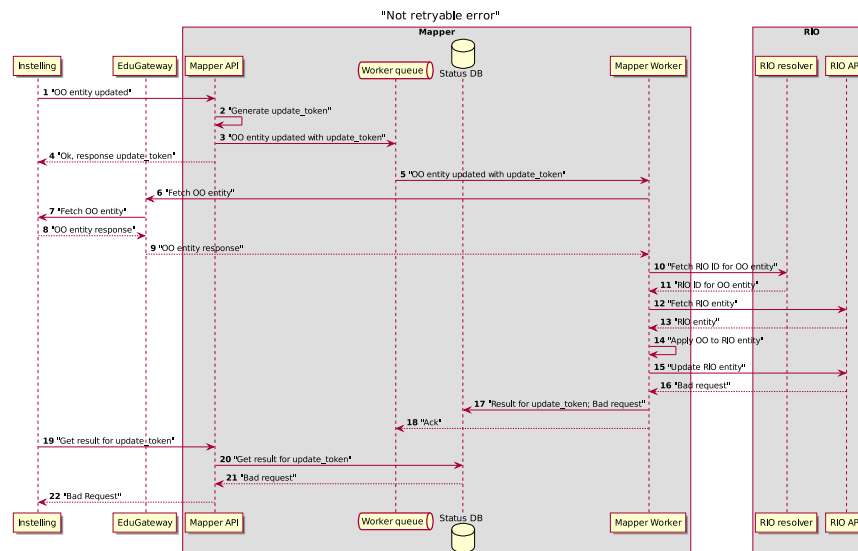 "Not retryable error"
Mapper
RIO
Instelling
EduGateway
Mapper API
Worker queue
Status DB
Mapper Worker
RIO resolver
RIO AP
1 "OO entity updated"
2 "Generate update_token"
3 "OO entity updated with update_token"
4 "Ok, response update_token"
5 "OO entity updated with update_token"
6 "Fetch OO entity"
7 "Fetch OO entity"
8 "OO entity response"
9 "OO entity response"
10 "Fetch RIO ID for OO entity"
11 "RIO ID for OO entity"
12 "Fetch RIO entity"
13 "RIO entity"
14 "Apply OO to RIO entity"
15 "Update RIO entity"
16 "Bad request"
17 "Result for update_token; Bad request"
18 "Ack"
19 "Get result for update_token"
20 "Get result for update_token"
21 "Bad request"
22 "Bad Request"
Instelling
EduGateway
Mapper API
Worker queue
Status DB
Mapper Worker
RIO resolver
RIO AP